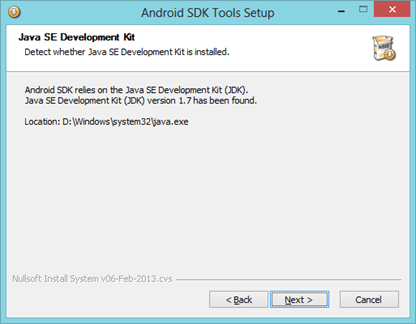 Android SDK Tools Setup
Java SE Development Kit
Detect whether Java SE Development Kit is installed.
Android SDK relies on the Java SE Development Kit (JDK).
Java SE Development Kit (JDK) version 1.7 has been found.
Location: D:\Windows\system32\java.exe
Nullsoft Install System v06-Feb-2013.cvs
< Back Next > Cancel